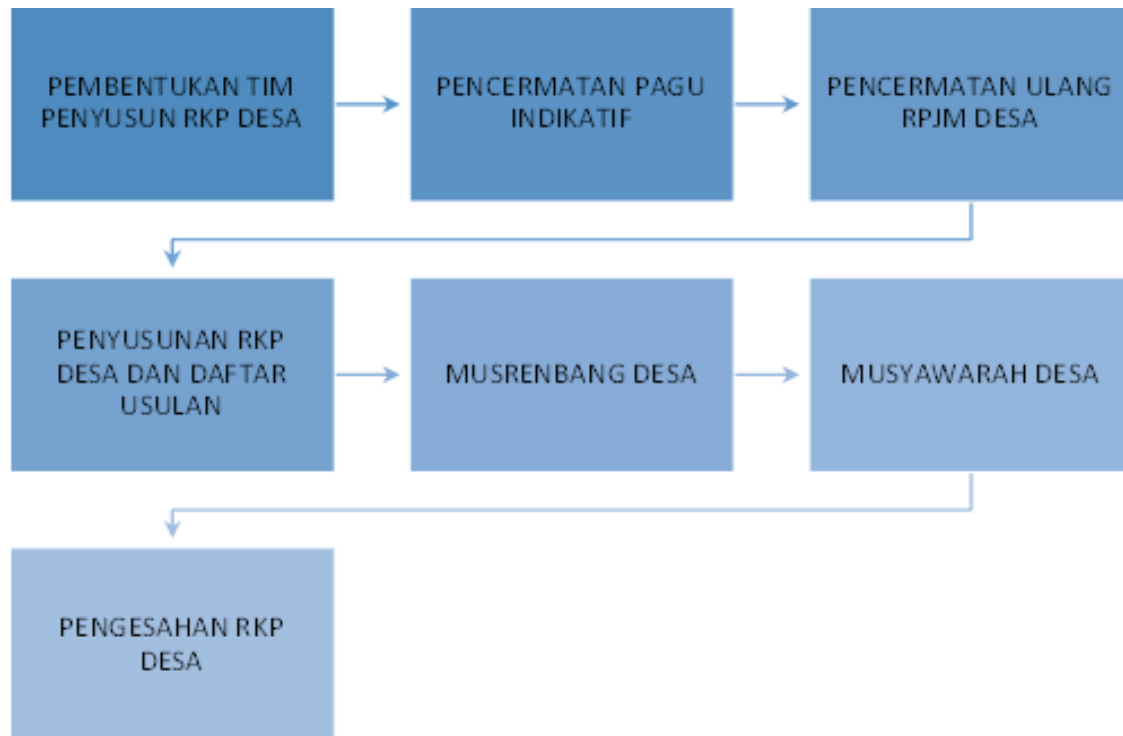 PEMBENTUKAN TIM
PENYUSUN RKP DESA
PENCERMATAN PAGU
INDIKATIF
PENCERMATAN ULANG
RPJM DESA
PENYUSUNAN RKP
DESA DAN DAFTAR
USULAN
MUSRENBANG DESA
MUSYAWARAH DESA
PENGESAHAN RKP
DESA